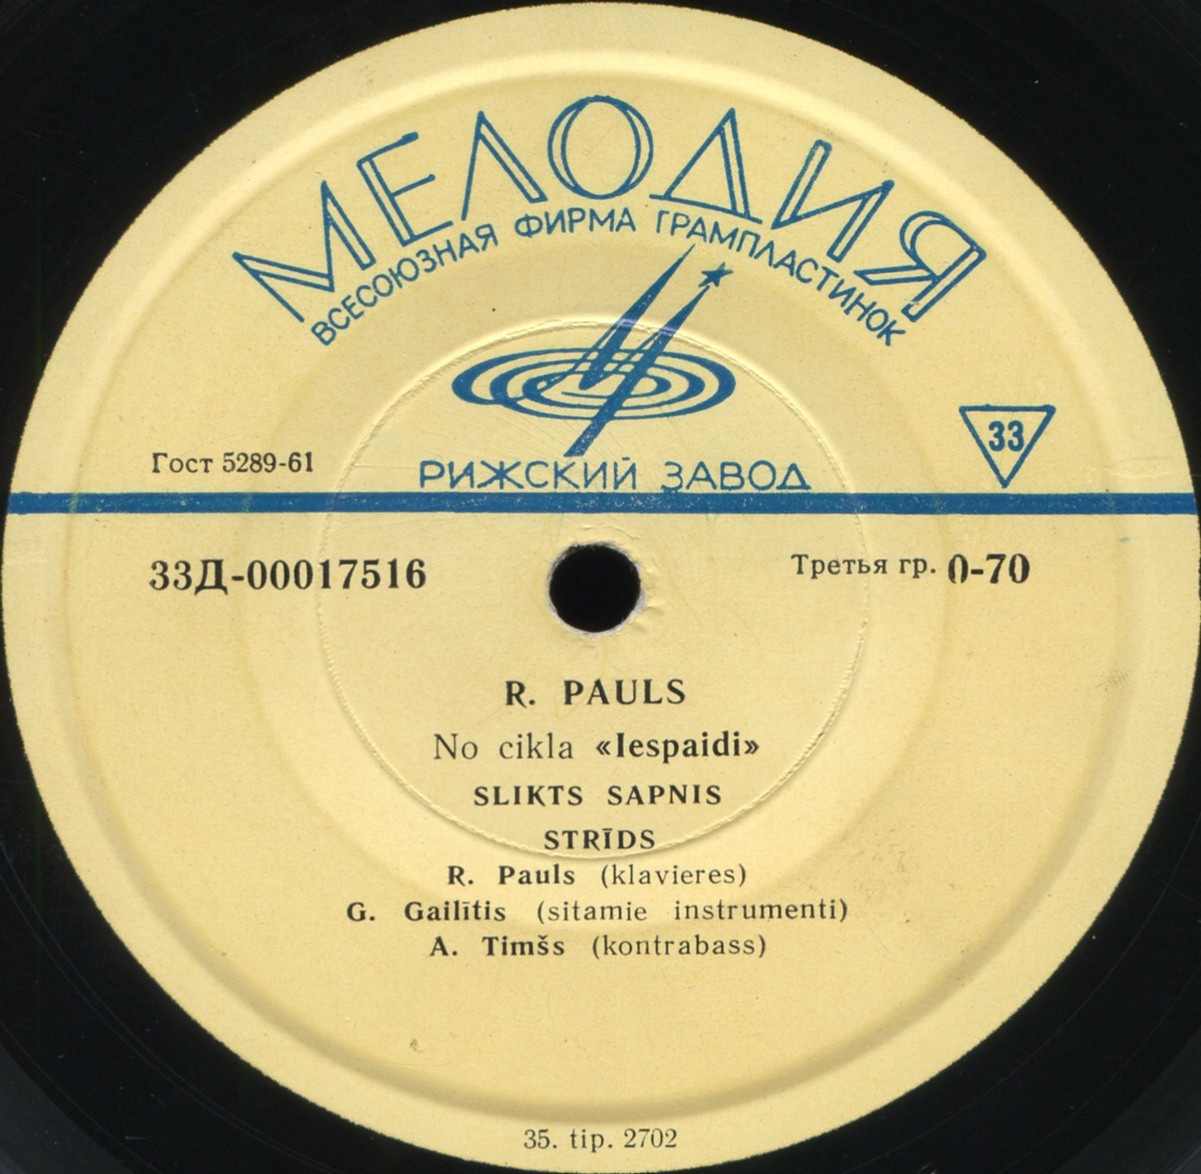 МЕЛОДИЯ
ВСЕСОЮЗНАЯ ФИРМА ГРАМПЛАСТИНОК
33
Гост 5289-61
РИЖСКИЙ ЗАВОД
33Д-00017516
Третья гр. 0-70
R. PAULS
No cikla «Iespaidi»
SLIKTS SAPNIS
STRĪDS
R. Pauls (klavieres)
G. Gailītis (sitamie instrumenti)
A. Timšs (kontrabass)
35. tip. 2702